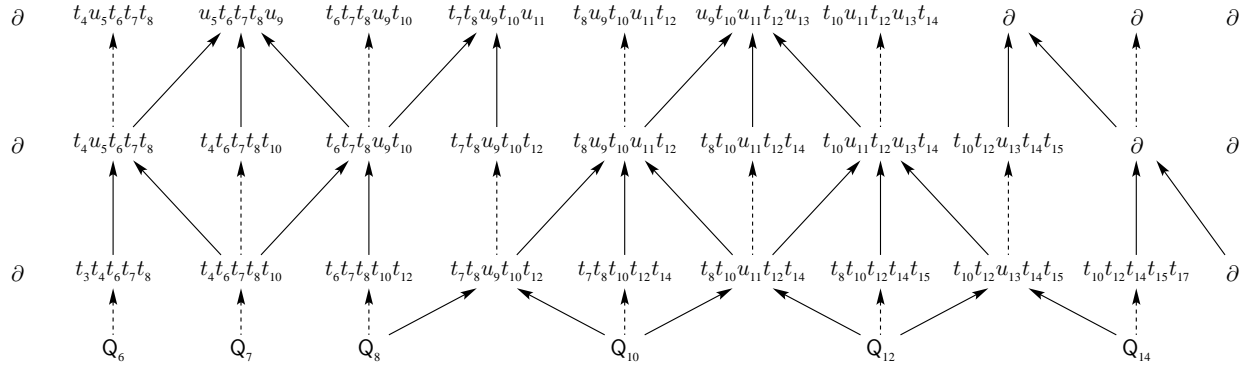 ∂ t₄u₅t₆t₇t₈ u₅t₆t₇t₈u₉ t₆t₇t₈u₉t₁₀ t₇t₈u₉t₁₀u₁₁ t₈u₉t₁₀u₁₁t₁₂ u₉t₁₀u₁₁t₁₂u₁₃ t₁₀u₁₁t₁₂u₁₃t₁₄ ∂ ∂ ∂
∂ t₄u₅t₆t₇t₈ t₄t₆t₇t₈t₁₀ t₆t₇t₈u₉t₁₀ t₇t₈u₉t₁₀t₁₂ t₈u₉t₁₀u₁₁t₁₂ t₈t₁₀u₁₁t₁₂t₁₄ t₁₀u₁₁t₁₂u₁₃t₁₄ t₁₀t₁₂u₁₃t₁₄t₁₅ ∂ ∂
∂ t₃t₄t₆t₇t₈ t₄t₆t₇t₈t₁₀ t₆t₇t₈t₁₀t₁₂ t₇t₈u₉t₁₀t₁₂ t₇t₈t₁₀t₁₂t₁₄ t₈t₁₀u₁₁t₁₂t₁₄ t₈t₁₀t₁₂t₁₄t₁₅ t₁₀t₁₂u₁₃t₁₄t₁₅ t₁₀t₁₂t₁₄t₁₅t₁₇ ∂
Q₆ Q₇ Q₈ Q₁₀ Q₁₂ Q₁₄